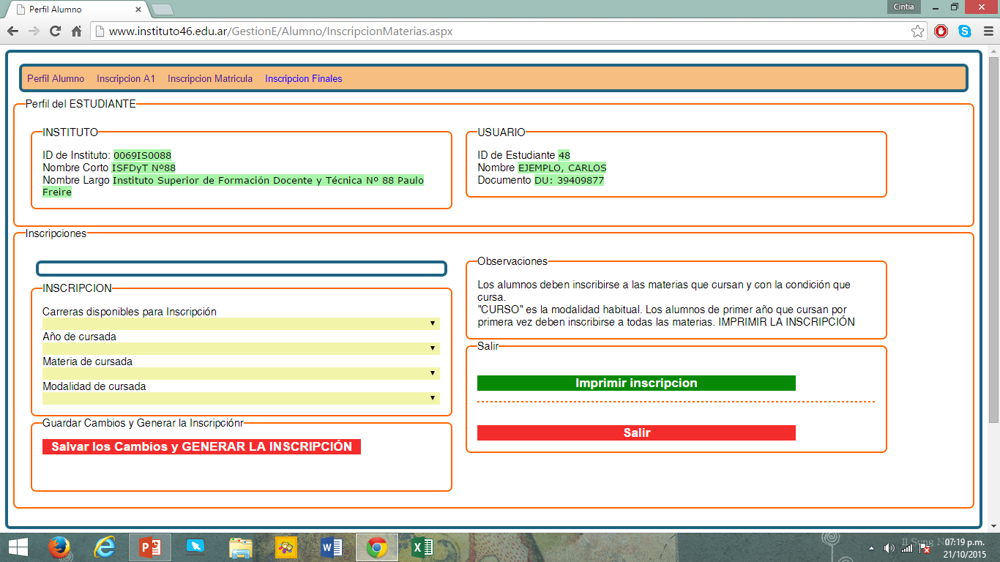 Perfil Alumno
Cintia
www.instituto46.edu.ar/GestionE/Alumno/InscripcionMaterias.aspx
Perfil Alumno Inscripcion A1 Inscripcion Matricula Inscripcion Finales
Perfil del ESTUDIANTE
INSTITUTO
ID de Instituto: 0069IS0088
Nombre Corto ISFDyT Nº88
Nombre Largo Instituto Superior de Formación Docente y Técnica Nº 88 Paulo
Freire
USUARIO
ID de Estudiante 48
Nombre EJEMPLO, CARLOS
Documento DU: 39409877
Inscripciones
INSCRIPCION
Carreras disponibles para Inscripción
Año de cursada
Materia de cursada
Modalidad de cursada
Guardar Cambios y Generar la Inscripciónr
Salvar los Cambios y GENERAR LA INSCRIPCIÓN
Observaciones
Los alumnos deben inscribirse a las materias que cursan y con la condición que
cursa.
"CURSO" es la modalidad habitual. Los alumnos de primer año que cursan por
primera vez deben inscribirse a todas las materias. IMPRIMIR LA INSCRIPCIÓN
Salir
Imprimir inscripcion
Salir
Il Sung N
07:19 p.m.
21/10/2015